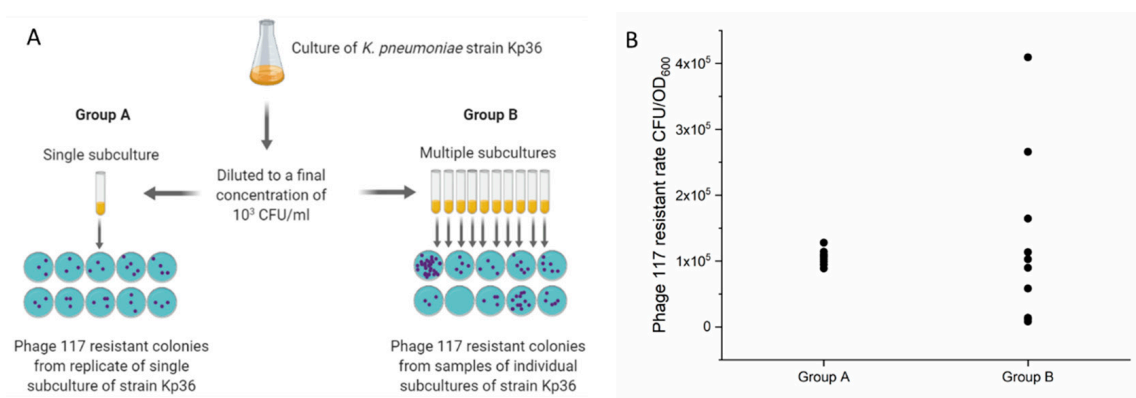 A
Culture of K. pneumoniae strain Kp36
Group A
Group B
Single subculture
Multiple subcultures
Diluted to a final
concentration of
10³ CFU/ml
Phage 117 resistant colonies
from replicate of single
subculture of strain Kp36
Phage 117 resistant colonies
from samples of individual
subcultures of strain Kp36
B
Phage 117 resistant rate CFU/OD₆₀₀
4x10⁵
3x10⁵
2x10⁵
1x10⁵
0
Group A
Group B